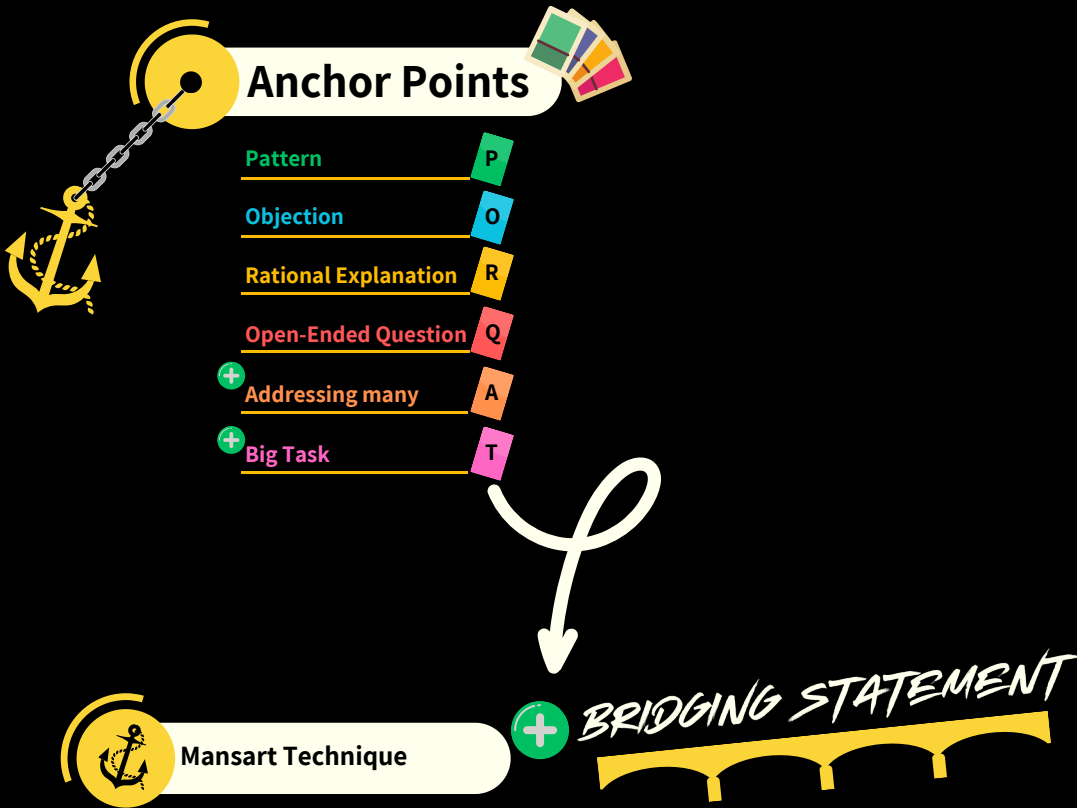 Anchor Points
Pattern P
Objection O
Rational Explanation R
Open-Ended Question Q
Addressing many A
Big Task T
BRIDGING STATEMENT
Mansart Technique